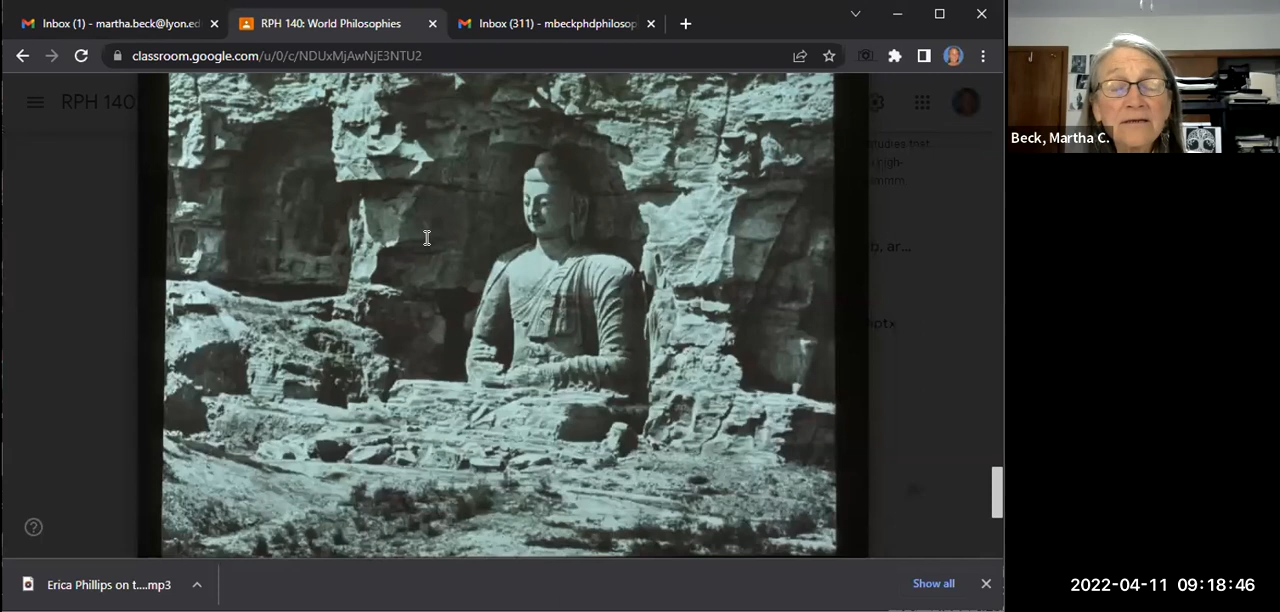 Inbox (1) - martha.beck@lyon.ed
RPH 140: World Philosophies
Inbox (311) - mbeckphdphilosop
classroom.google.com/u/0/c/NDUxMjAwNjE3NTU2
RPH 140
Beck, Martha C.
b, ar...
Erica Phillips on t....mp3
Show all
2022-04-11 09:18:46